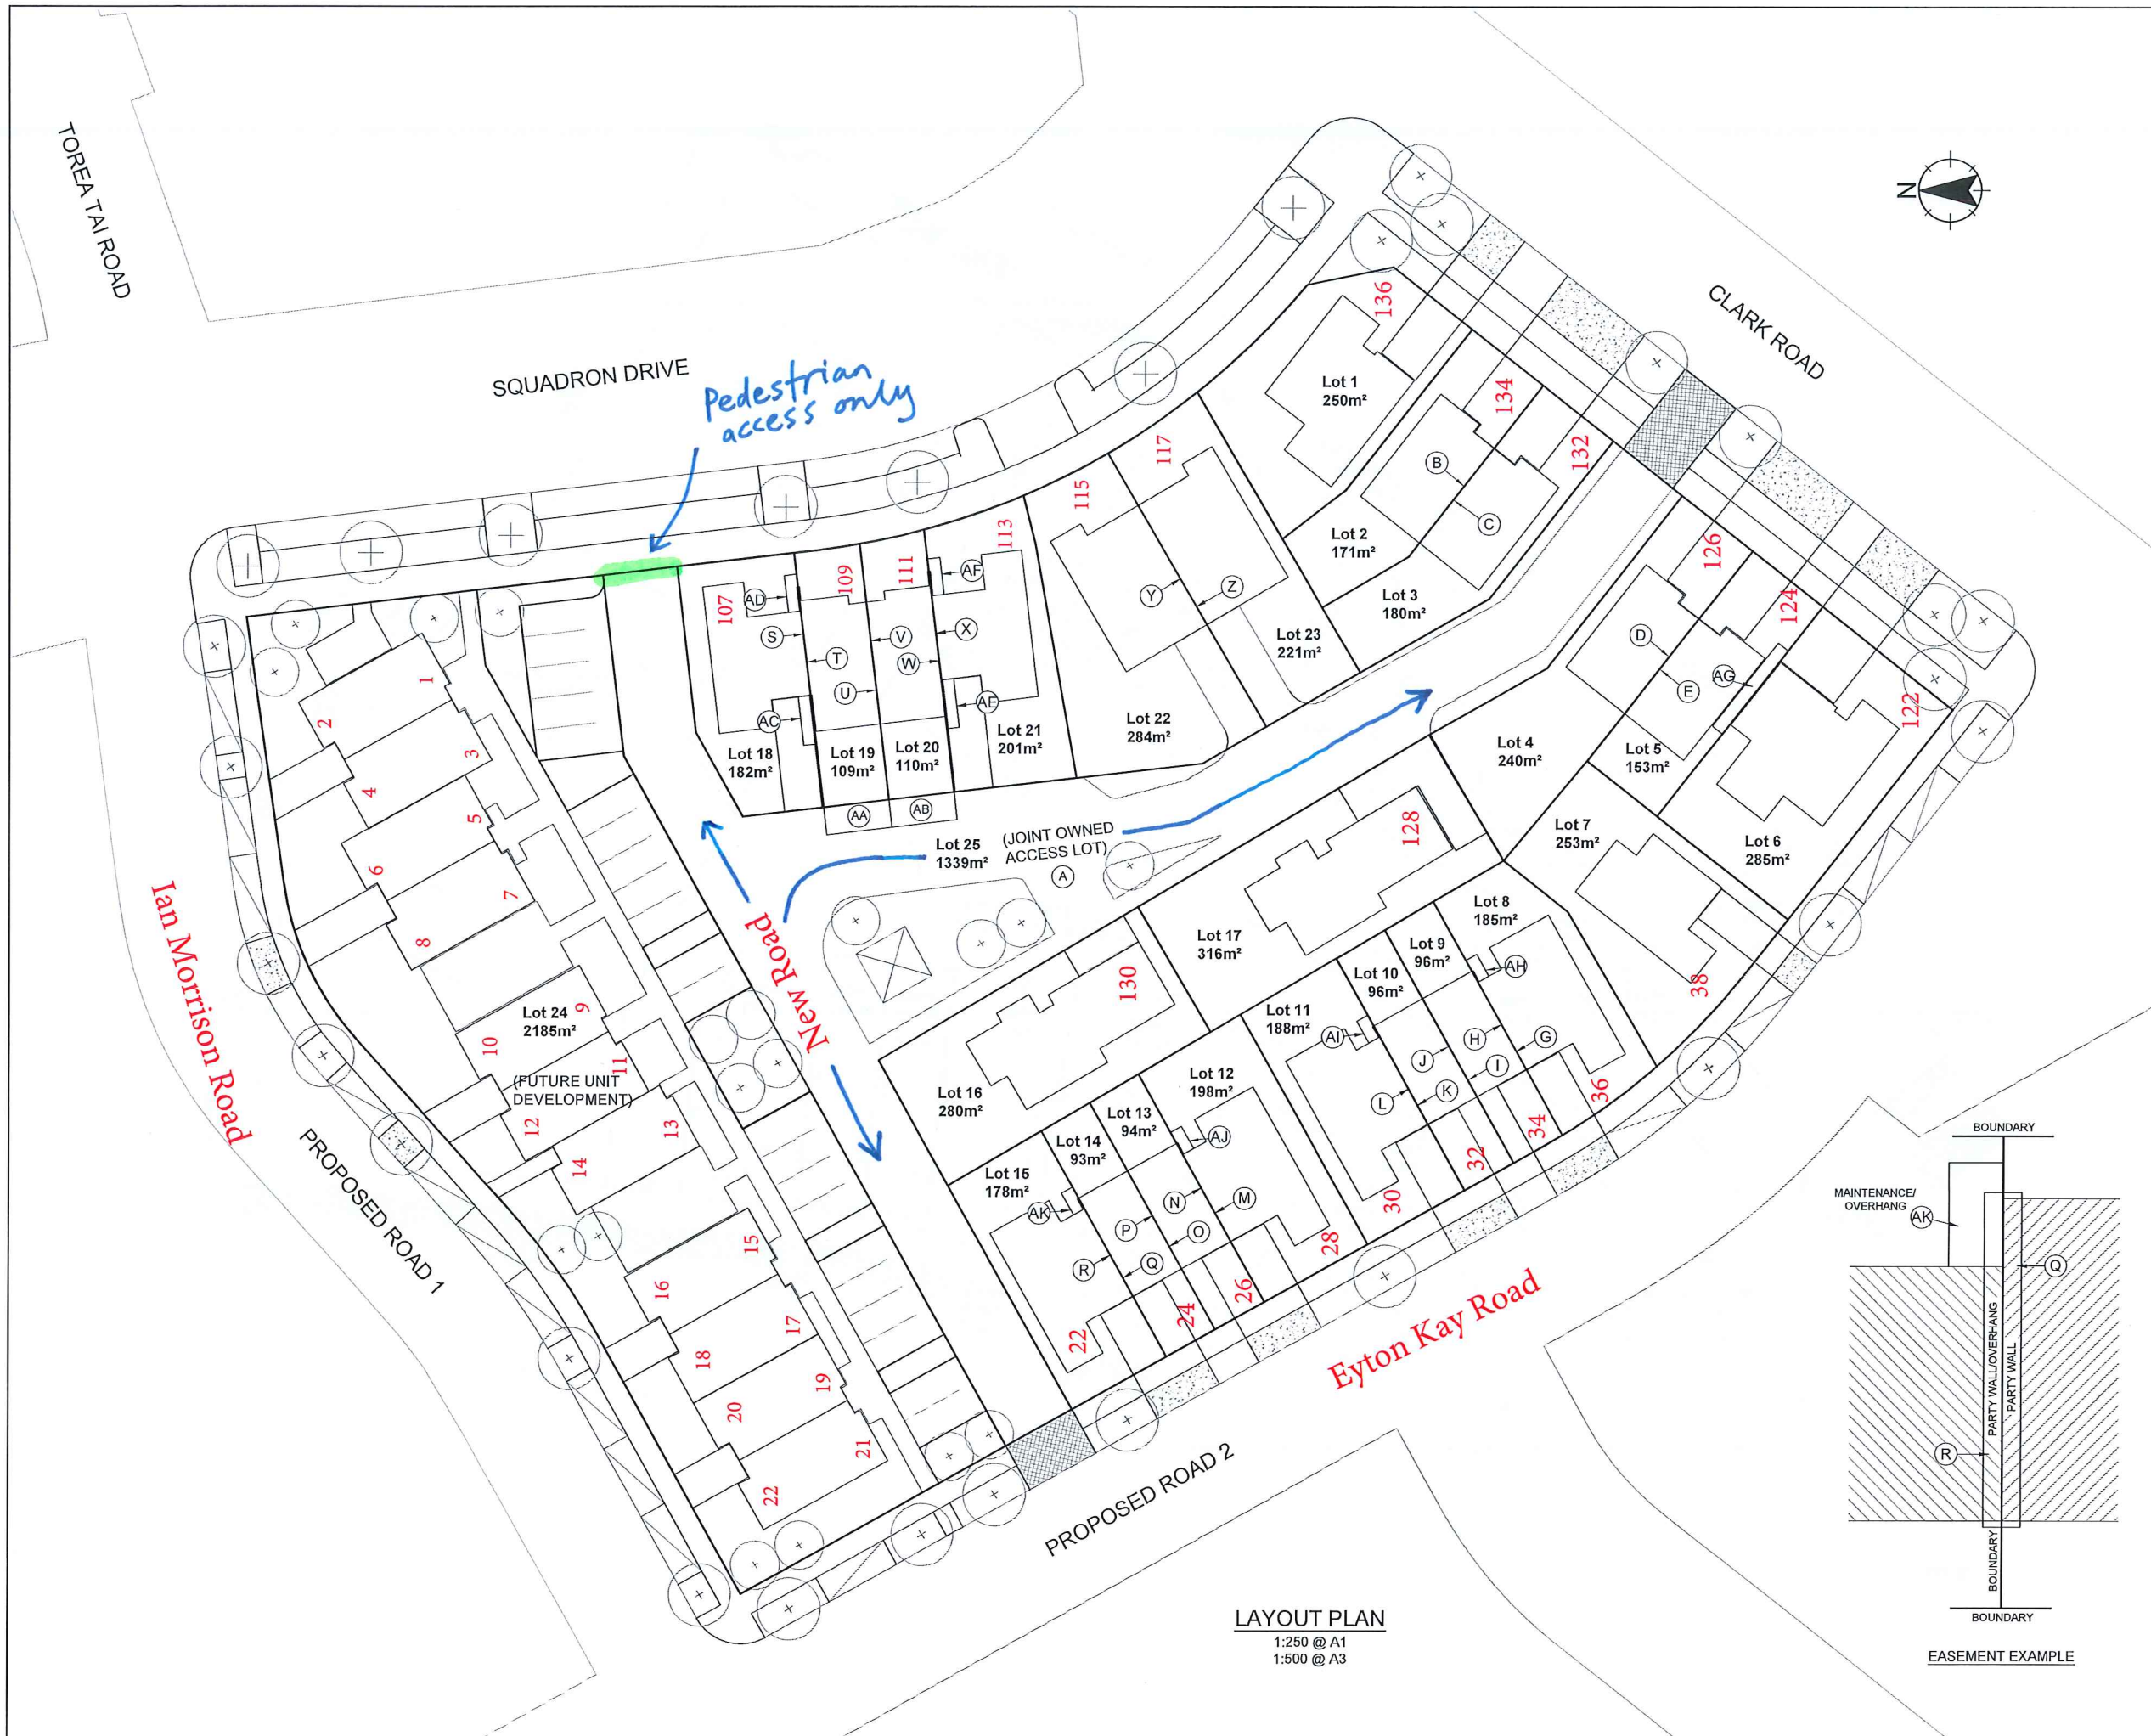 TOREA TAI ROAD
SQUADRON DRIVE
Pedestrian
access only
CLARK ROAD
N
136
134
132
126
124
122
117
115
113
111
109
107
Lot 1
250m²
Lot 2
171m²
B
C
Lot 3
180m²
Lot 23
221m²
Y
Z
Lot 22
284m²
Lot 21
201m²
AF
X
AE
Lot 20
110m²
V
W
Lot 19
109m²
T
U
Lot 18
182m²
AD
S
AC
AA
AB
Lot 25
1339m²
(JOINT OWNED
ACCESS LOT)
A
New Road
Lot 4
240m²
Lot 5
153m²
D
E
AG
Lot 6
285m²
Lot 7
253m²
38
Lot 17
316m²
128
Lot 16
280m²
130
Lot 8
185m²
Lot 9
96m²
Lot 10
96m²
Lot 11
188m²
AH
AI
H
G
J
I
L
K
36
34
32
30
Lot 12
198m²
Lot 13
94m²
Lot 14
93m²
Lot 15
178m²
AJ
AK
N
M
P
O
R
Q
28
26
24
22
1
2
3
4
5
6
7
8
Lot 24
2185m²
9
10
11
(FUTURE UNIT
DEVELOPMENT)
12
13
14
15
16
17
18
19
20
21
22
Ian Morrison Road
PROPOSED ROAD 1
Eyton Kay Road
PROPOSED ROAD 2
LAYOUT PLAN
1:250 @ A1
1:500 @ A3
BOUNDARY
MAINTENANCE/
OVERHANG
AK
Q
PARTY WALL/OVERHANG
PARTY WALL
R
BOUNDARY
BOUNDARY
EASEMENT EXAMPLE